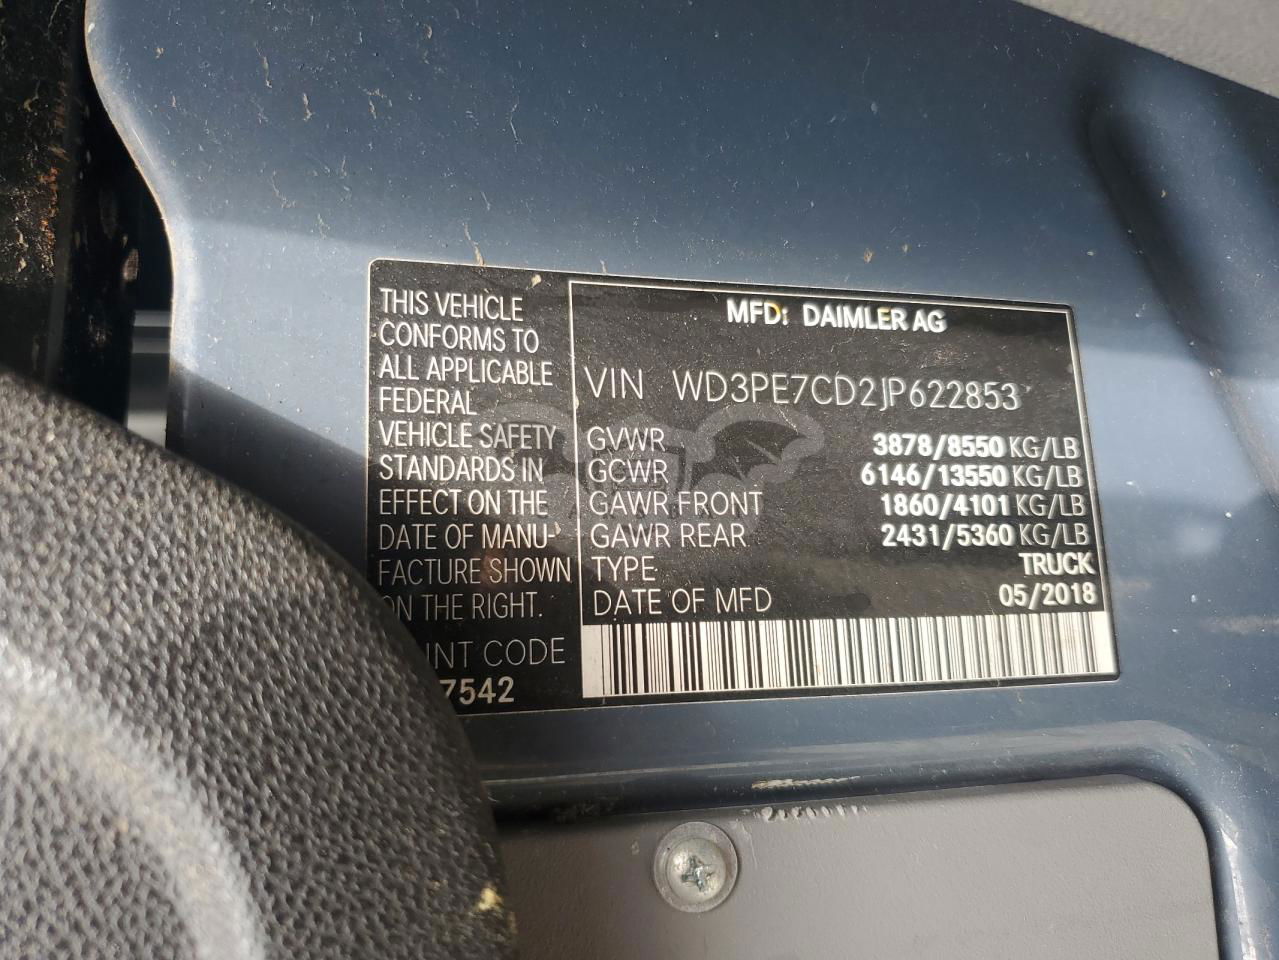 THIS VEHICLE
CONFORMS TO
ALL APPLICABLE
FEDERAL
VEHICLE SAFETY
STANDARDS IN
EFFECT ON THE
DATE OF MANU-
FACTURE SHOWN
ON THE RIGHT.
INT CODE
7542
MFD: DAIMLER AG
VIN WD3PE7CD2JP622853
GVWR 3878/8550 KG/LB
GCWR 6146/13550 KG/LB
GAWR FRONT 1860/4101 KG/LB
GAWR REAR 2431/5360 KG/LB
TYPE TRUCK
DATE OF MFD 05/2018